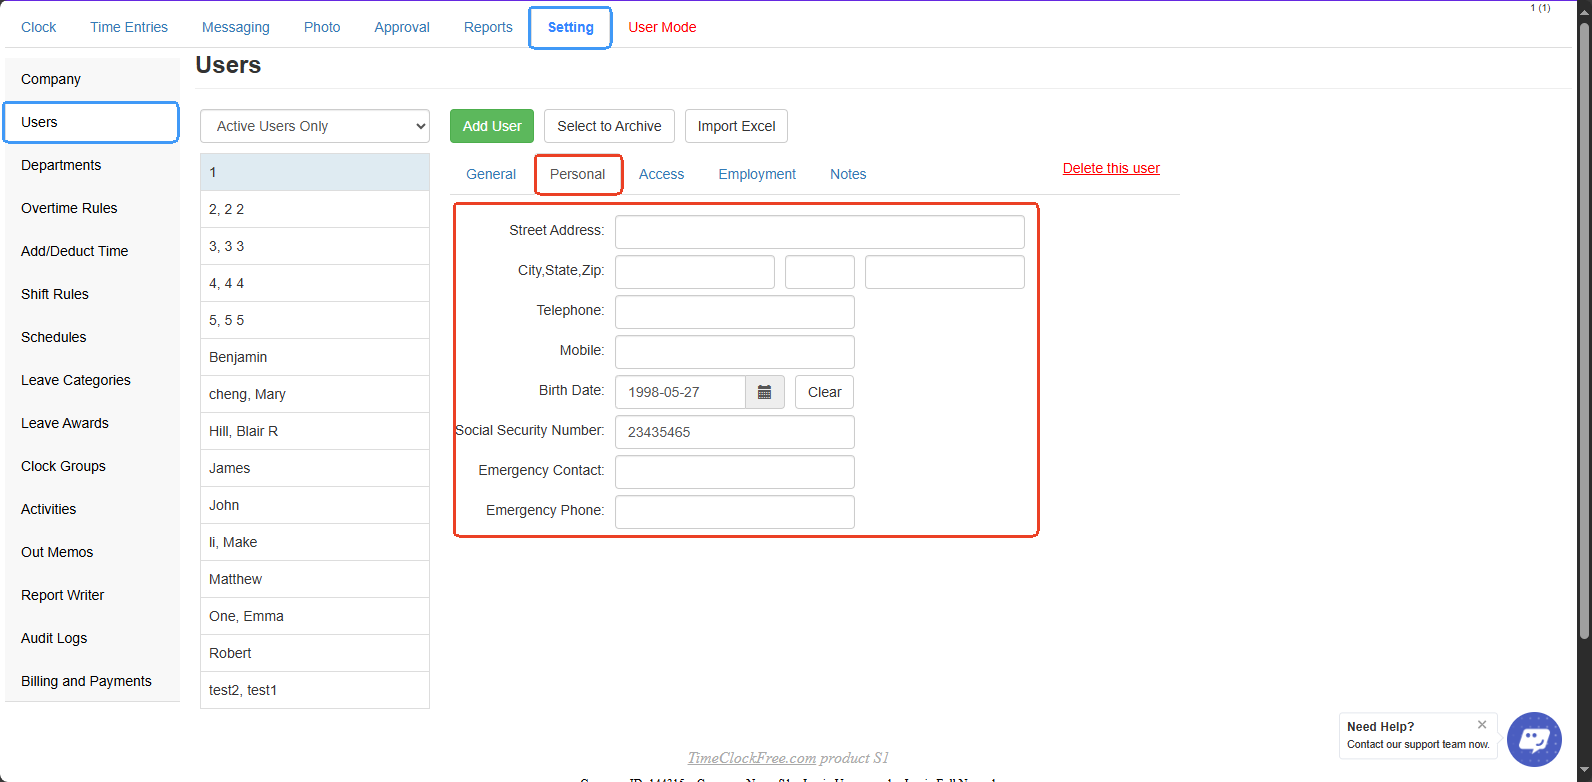 1 (1)
Clock Time Entries Messaging Photo Approval Reports Setting User Mode
Users
Company
Users
Departments
Overtime Rules
Add/Deduct Time
Shift Rules
Schedules
Leave Categories
Leave Awards
Clock Groups
Activities
Out Memos
Report Writer
Audit Logs
Billing and Payments
Active Users Only
1
2, 2 2
3, 3 3
4, 4 4
5, 5 5
Benjamin
cheng, Mary
Hill, Blair R
James
John
li, Make
Matthew
One, Emma
Robert
test2, test1
Add User Select to Archive Import Excel
General Personal Access Employment Notes
Delete this user
Street Address:
City,State,Zip:
Telephone:
Mobile:
Birth Date: 1998-05-27 Clear
Social Security Number: 23435465
Emergency Contact:
Emergency Phone:
Need Help?
Contact our support team now.
TimeClockFree.com product S1